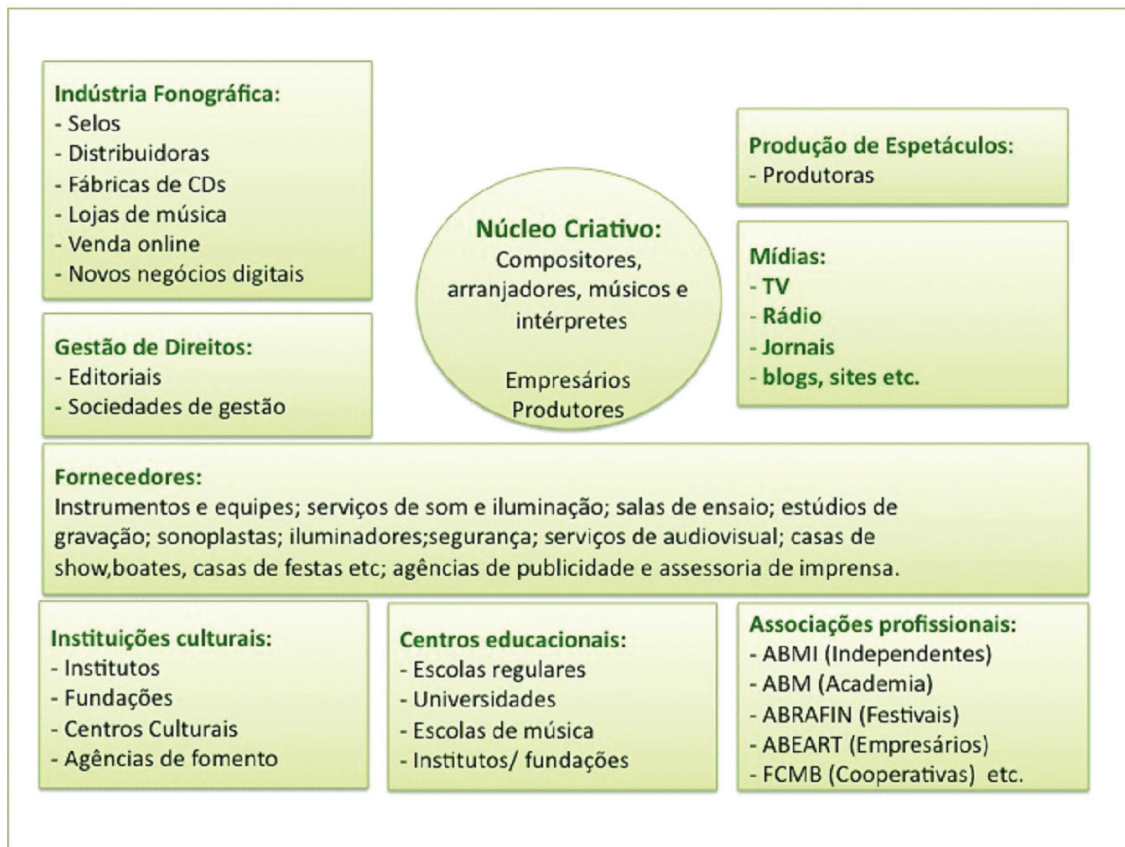 Indústria Fonográfica:
- Selos
- Distribuidoras
- Fábricas de CDs
- Lojas de música
- Venda online
- Novos negócios digitais
Gestão de Direitos:
- Editoriais
- Sociedades de gestão
Núcleo Criativo:
Compositores,
arranjadores, músicos e
intérpretes
Empresários
Produtores
Produção de Espetáculos:
- Produtoras
Mídias:
- TV
- Rádio
- Jornais
- blogs, sites etc.
Fornecedores:
Instrumentos e equipes; serviços de som e iluminação; salas de ensaio; estúdios de
gravação; sonoplastas; iluminadores;segurança; serviços de audiovisual; casas de
show,boates, casas de festas etc; agências de publicidade e assessoria de imprensa.
Instituições culturais:
- Institutos
- Fundações
- Centros Culturais
- Agências de fomento
Centros educacionais:
- Escolas regulares
- Universidades
- Escolas de música
- Institutos/ fundações
Associações profissionais:
- ABMI (Independentes)
- ABM (Academia)
- ABRAFIN (Festivais)
- ABEART (Empresários)
- FCMB (Cooperativas) etc.